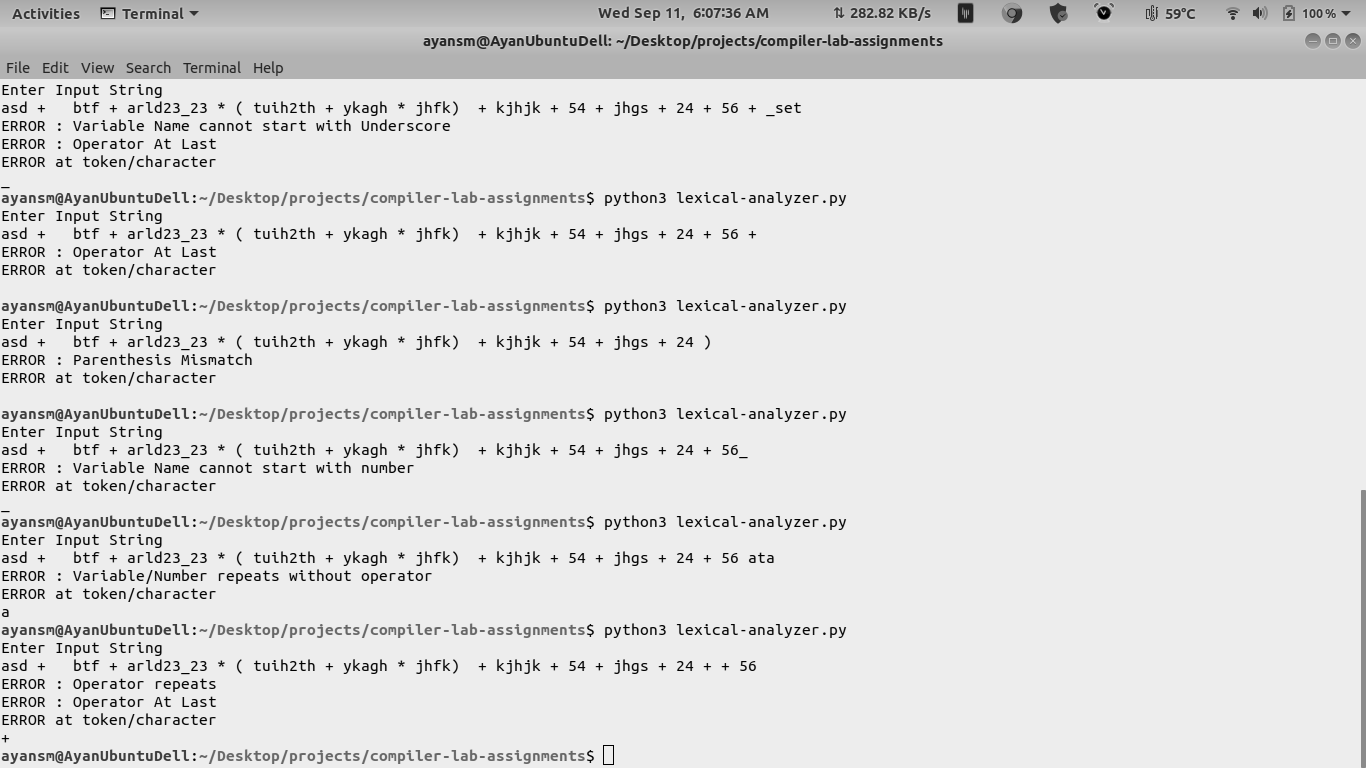 Activities Terminal Wed Sep 11, 6:07:36 AM 282.82 KB/s 59°C 100%
ayansm@AyanUbuntuDell: ~/Desktop/projects/compiler-lab-assignments
File Edit View Search Terminal Help
Enter Input String
asd +   btf + arld23_23 * ( tuih2th + ykagh * jhfk)  + kjhjk + 54 + jhgs + 24 + 56 + _set
ERROR : Variable Name cannot start with Underscore
ERROR : Operator At Last
ERROR at token/character
_
ayansm@AyanUbuntuDell:~/Desktop/projects/compiler-lab-assignments$ python3 lexical-analyzer.py
Enter Input String
asd +   btf + arld23_23 * ( tuih2th + ykagh * jhfk)  + kjhjk + 54 + jhgs + 24 + 56 +
ERROR : Operator At Last
ERROR at token/character
ayansm@AyanUbuntuDell:~/Desktop/projects/compiler-lab-assignments$ python3 lexical-analyzer.py
Enter Input String
asd +   btf + arld23_23 * ( tuih2th + ykagh * jhfk)  + kjhjk + 54 + jhgs + 24 )
ERROR : Parenthesis Mismatch
ERROR at token/character
ayansm@AyanUbuntuDell:~/Desktop/projects/compiler-lab-assignments$ python3 lexical-analyzer.py
Enter Input String
asd +   btf + arld23_23 * ( tuih2th + ykagh * jhfk)  + kjhjk + 54 + jhgs + 24 + 56_
ERROR : Variable Name cannot start with number
ERROR at token/character
_
ayansm@AyanUbuntuDell:~/Desktop/projects/compiler-lab-assignments$ python3 lexical-analyzer.py
Enter Input String
asd +   btf + arld23_23 * ( tuih2th + ykagh * jhfk)  + kjhjk + 54 + jhgs + 24 + 56 ata
ERROR : Variable/Number repeats without operator
ERROR at token/character
a
ayansm@AyanUbuntuDell:~/Desktop/projects/compiler-lab-assignments$ python3 lexical-analyzer.py
Enter Input String
asd +   btf + arld23_23 * ( tuih2th + ykagh * jhfk)  + kjhjk + 54 + jhgs + 24 + + 56
ERROR : Operator repeats
ERROR : Operator At Last
ERROR at token/character
+
ayansm@AyanUbuntuDell:~/Desktop/projects/compiler-lab-assignments$